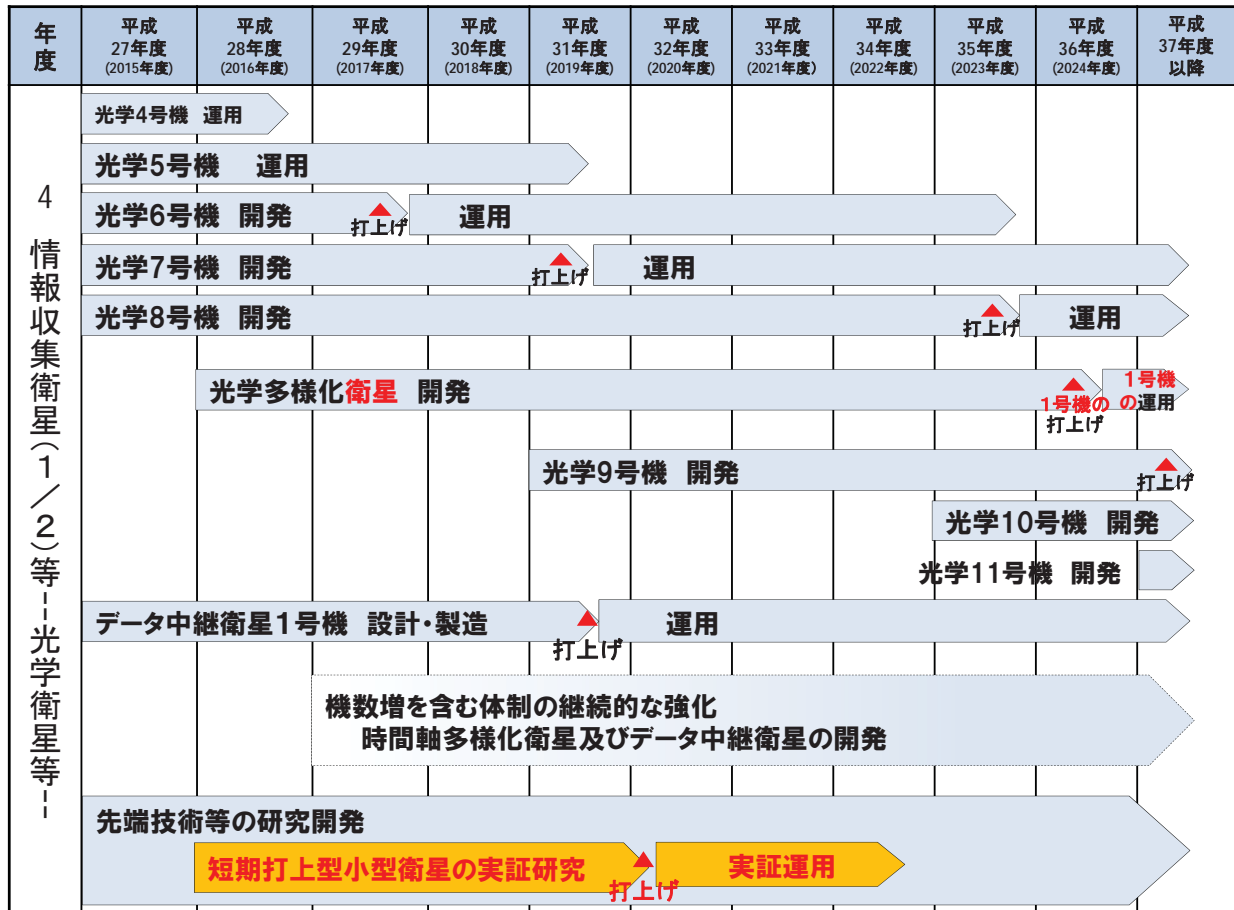 年度
平成
27年度
(2015年度)
平成
28年度
(2016年度)
平成
29年度
(2017年度)
平成
30年度
(2018年度)
平成
31年度
(2019年度)
平成
32年度
(2020年度)
平成
33年度
(2021年度)
平成
34年度
(2022年度)
平成
35年度
(2023年度)
平成
36年度
(2024年度)
平成
37年度
以降
4 情報収集衛星(1/2)等--光学衛星等--
光学4号機 運用
光学5号機 運用
光学6号機 開発
打上げ
運用
光学7号機 開発
打上げ
運用
光学8号機 開発
打上げ
運用
光学多様化衛星 開発
1号機の
打上げ
1号機
の運用
光学9号機 開発
打上げ
光学10号機 開発
光学11号機 開発
データ中継衛星1号機 設計・製造
打上げ
運用
機数増を含む体制の継続的な強化
時間軸多様化衛星及びデータ中継衛星の開発
先端技術等の研究開発
短期打上型小型衛星の実証研究
打上げ
実証運用